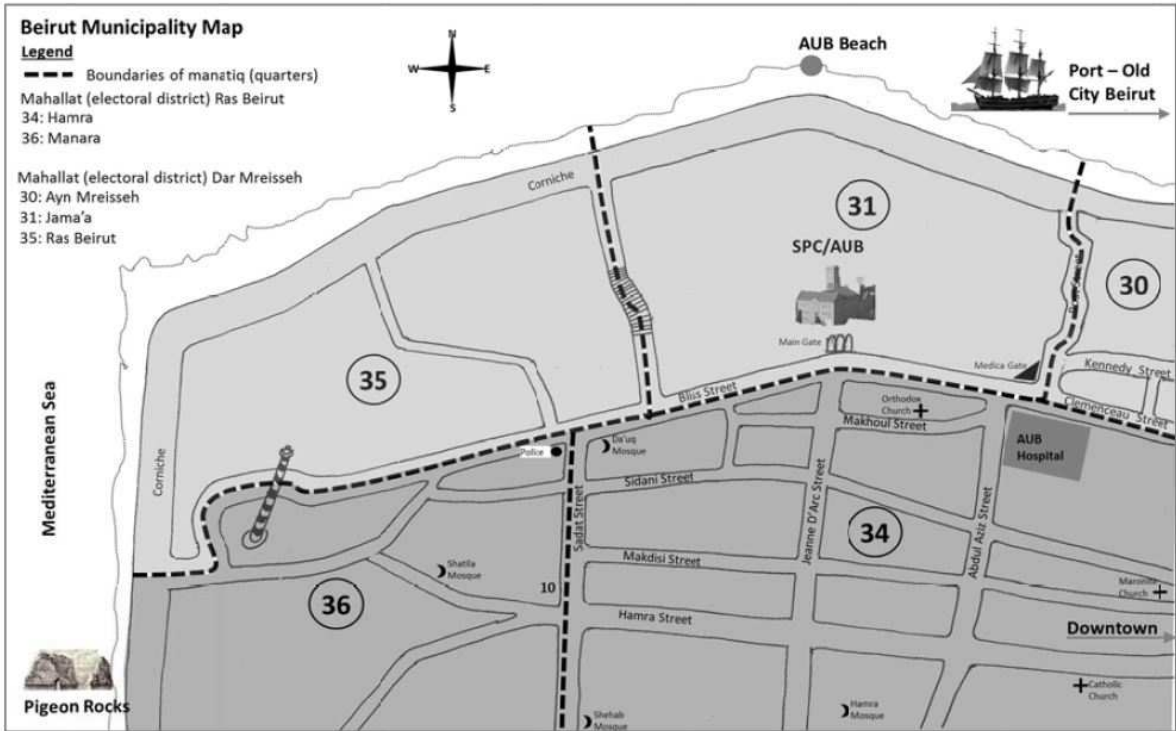 Beirut Municipality Map
Legend
Boundaries of manatiq (quarters)
Mahallat (electoral district) Ras Beirut
34: Hamra
36: Manara
Mahallat (electoral district) Dar Mreisseh
30: Ayn Mreisseh
31: Jama'a
35: Ras Beirut
N
W
E
S
AUB Beach
Port – Old
City Beirut
Corniche
31
SPC/AUB
30
Main Gate
Medica Gate
Kennedy Street
35
Bliss Street
Clemenceau Street
Orthodox
Church
Makhoul Street
AUB
Hospital
Mediterranean Sea
Corniche
Police
Da'uq
Mosque
Sidani Street
Sadat Street
Jeanne D'Arc Street
Abdul Aziz Street
34
Makdisi Street
Shatila
Mosque
10
36
Hamra Street
Maronite
Church
Downtown
Pigeon Rocks
Catholic
Church
Shehab
Mosque
Hamra
Mosque